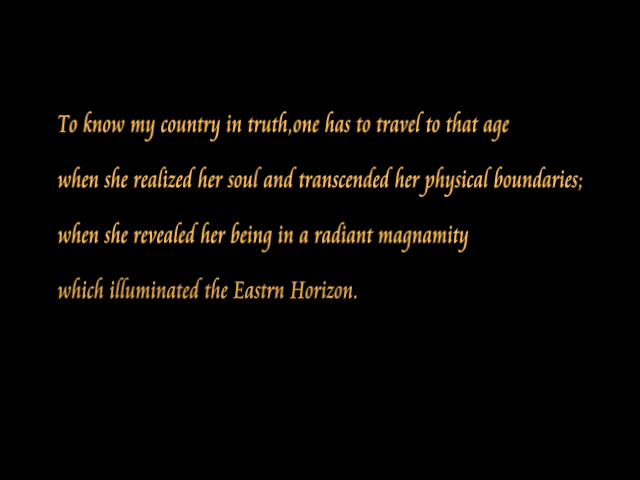 To know my country in truth,one has to travel to that age
when she realized her soul and transcended her physical boundaries;
when she revealed her being in a radiant magnamity
which illuminated the Eastrn Horizon.